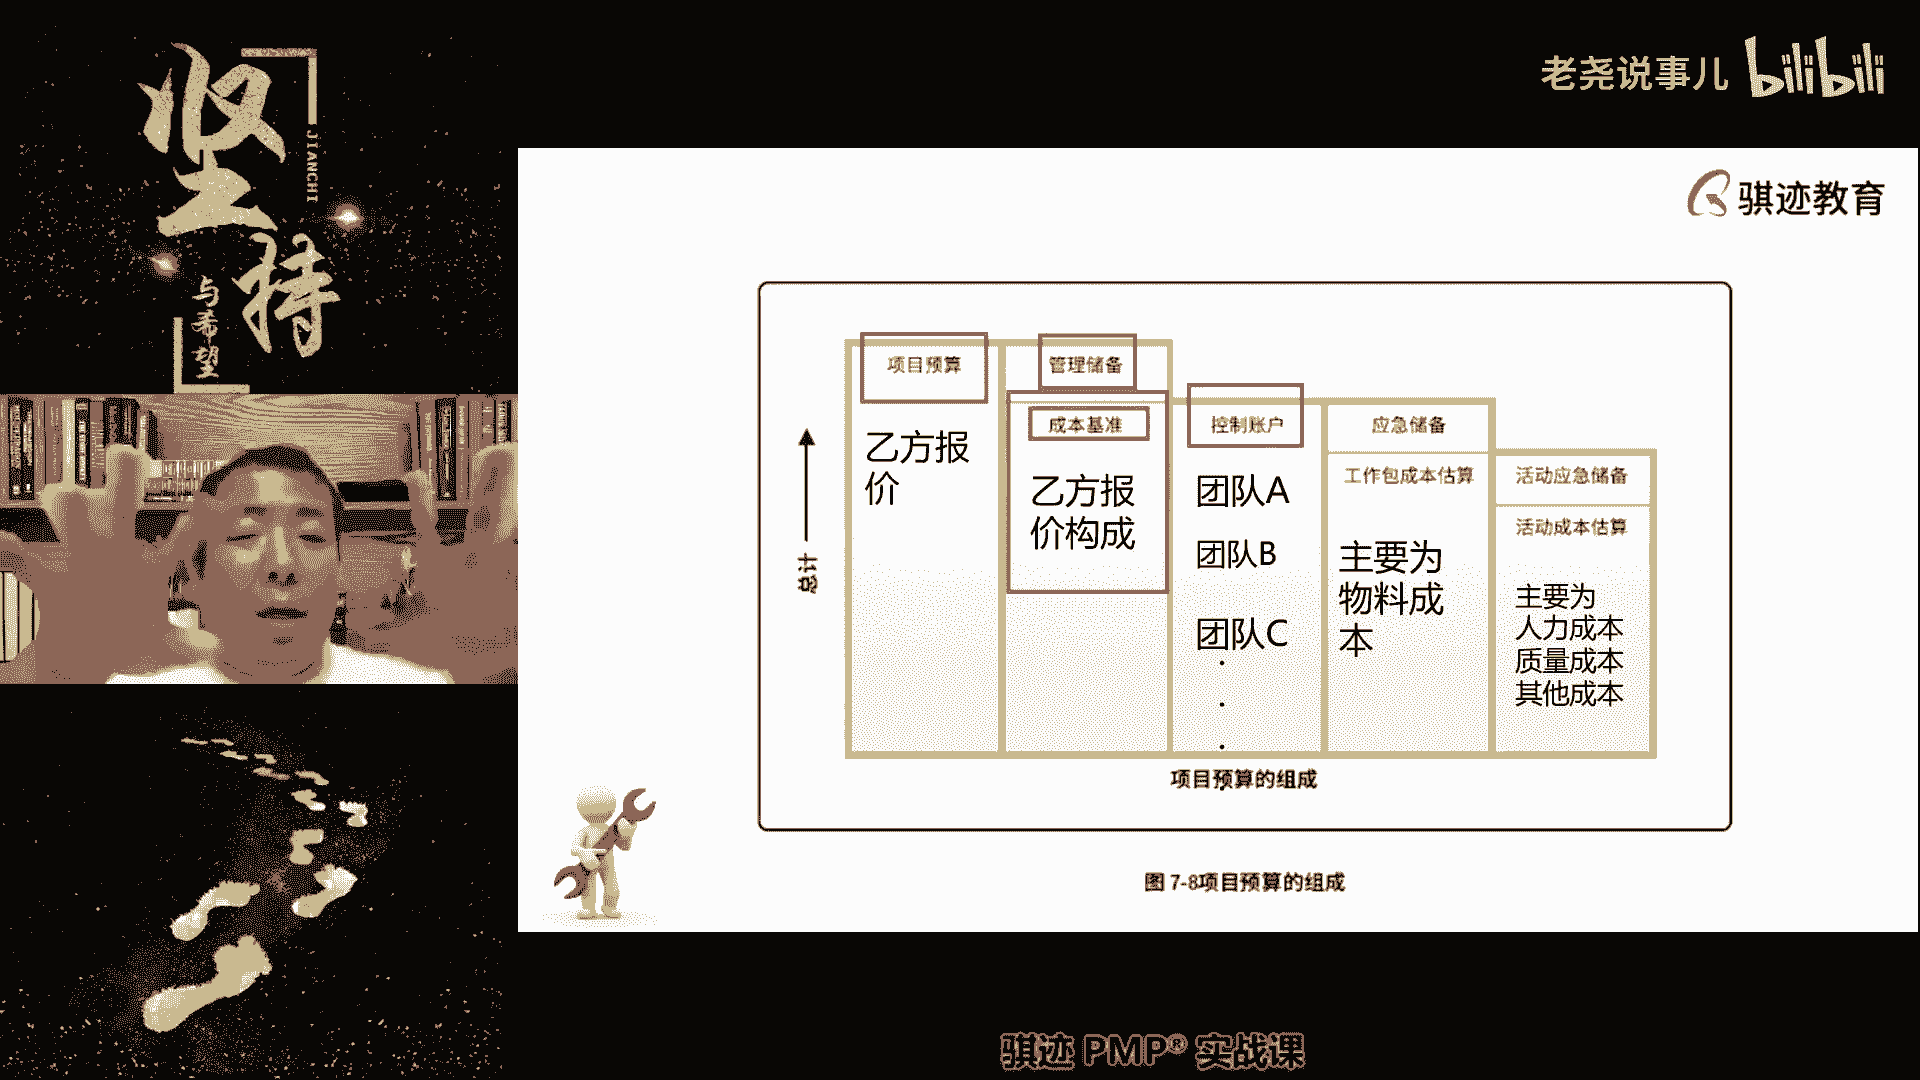 坚持
JIANCHI
与希望
老尧说事儿 bilibili
骐迹教育
项目预算
管理储备
成本基准
控制账户
应急储备
工作包成本估算
活动应急储备
活动成本估算
乙方报
价
乙方报
价构成
团队A
团队B
团队C
主要为
物料成
本
主要为
人力成本
质量成本
其他成本
总计
项目预算的组成
图 7-8项目预算的组成
骐迹 PMP® 实战课